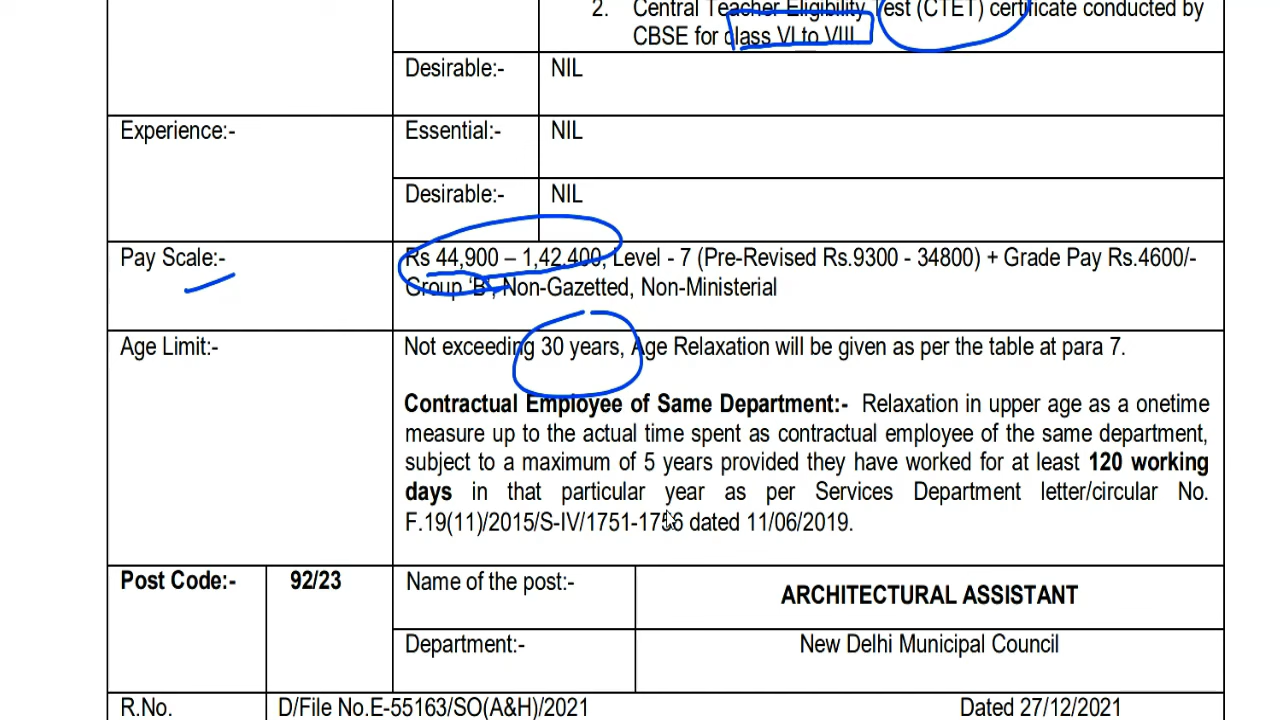 2. Central Teacher Eligibility Test (CTET) certificate conducted by
CBSE for class VI to VIII
Desirable:- NIL
Experience:- Essential:- NIL
Desirable:- NIL
Pay Scale:- Rs 44,900 – 1,42,400, Level - 7 (Pre-Revised Rs.9300 - 34800) + Grade Pay Rs.4600/-
Group ‘B’, Non-Gazetted, Non-Ministerial
Age Limit:- Not exceeding 30 years, Age Relaxation will be given as per the table at para 7.
Contractual Employee of Same Department:- Relaxation in upper age as a onetime
measure up to the actual time spent as contractual employee of the same department,
subject to a maximum of 5 years provided they have worked for at least 120 working
days in that particular year as per Services Department letter/circular No.
F.19(11)/2015/S-IV/1751-1756 dated 11/06/2019.
Post Code:- 92/23 Name of the post:- ARCHITECTURAL ASSISTANT
Department:- New Delhi Municipal Council
R.No. D/File No.E-55163/SO(A&H)/2021 Dated 27/12/2021